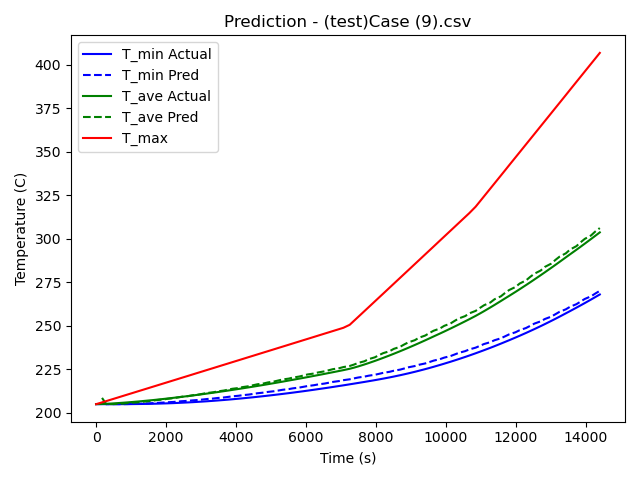 Prediction - (test)Case (9).csv
T_min Actual
T_min Pred
T_ave Actual
T_ave Pred
T_max
Temperature (C)
400
375
350
325
300
275
250
225
200
0 2000 4000 6000 8000 10000 12000 14000
Time (s)